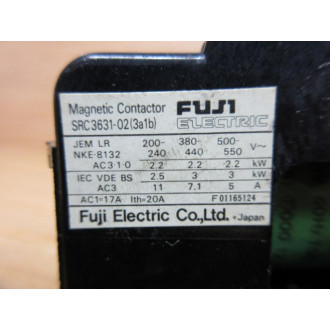 Magnetic Contactor FUJI
SRC3631-02(3a1b) ELECTRIC
JEM LR 200- 380- 500- V~
NKE-8132 240 440 550
AC3·1·0 2.2 2.2 2.2 kW
IEC VDE BS 2.5 3 3 kW
AC3 11 7.1 5 A
AC1=17A Ith=20A F01165124
Fuji Electric Co.,Ltd. •Japan